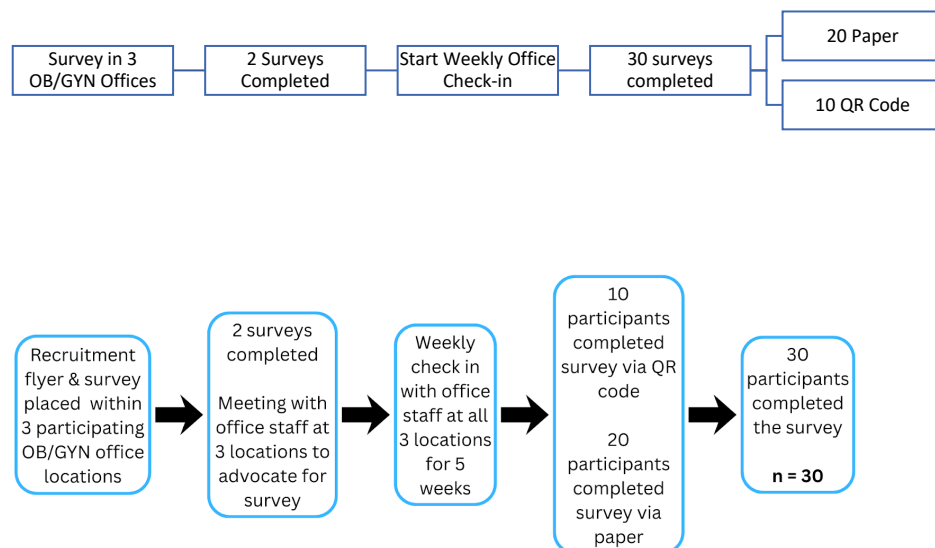 Survey in 3
OB/GYN Offices
2 Surveys
Completed
Start Weekly Office
Check-in
30 surveys
completed
20 Paper
10 QR Code
Recruitment
flyer & survey
placed within
3 participating
OB/GYN office
locations
2 surveys
completed
Meeting with
office staff at
3 locations to
advocate for
survey
Weekly
check in
with office
staff at all
3 locations
for 5
weeks
10
participants
completed
survey via QR
code
20
participants
completed
survey via
paper
30
participants
completed
the survey
n = 30